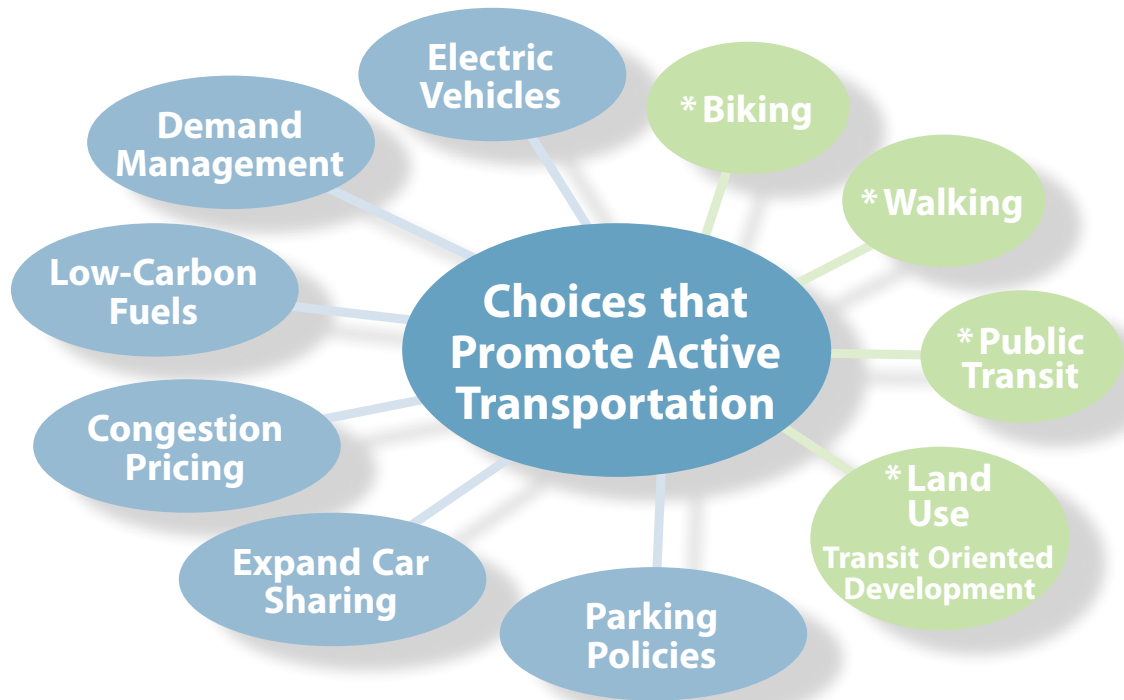 Electric
Vehicles
* Biking
Demand
Management
* Walking
Low-Carbon
Fuels
Choices that
Promote Active
Transportation
* Public
Transit
Congestion
Pricing
* Land
Use
Transit Oriented
Development
Expand Car
Sharing
Parking
Policies